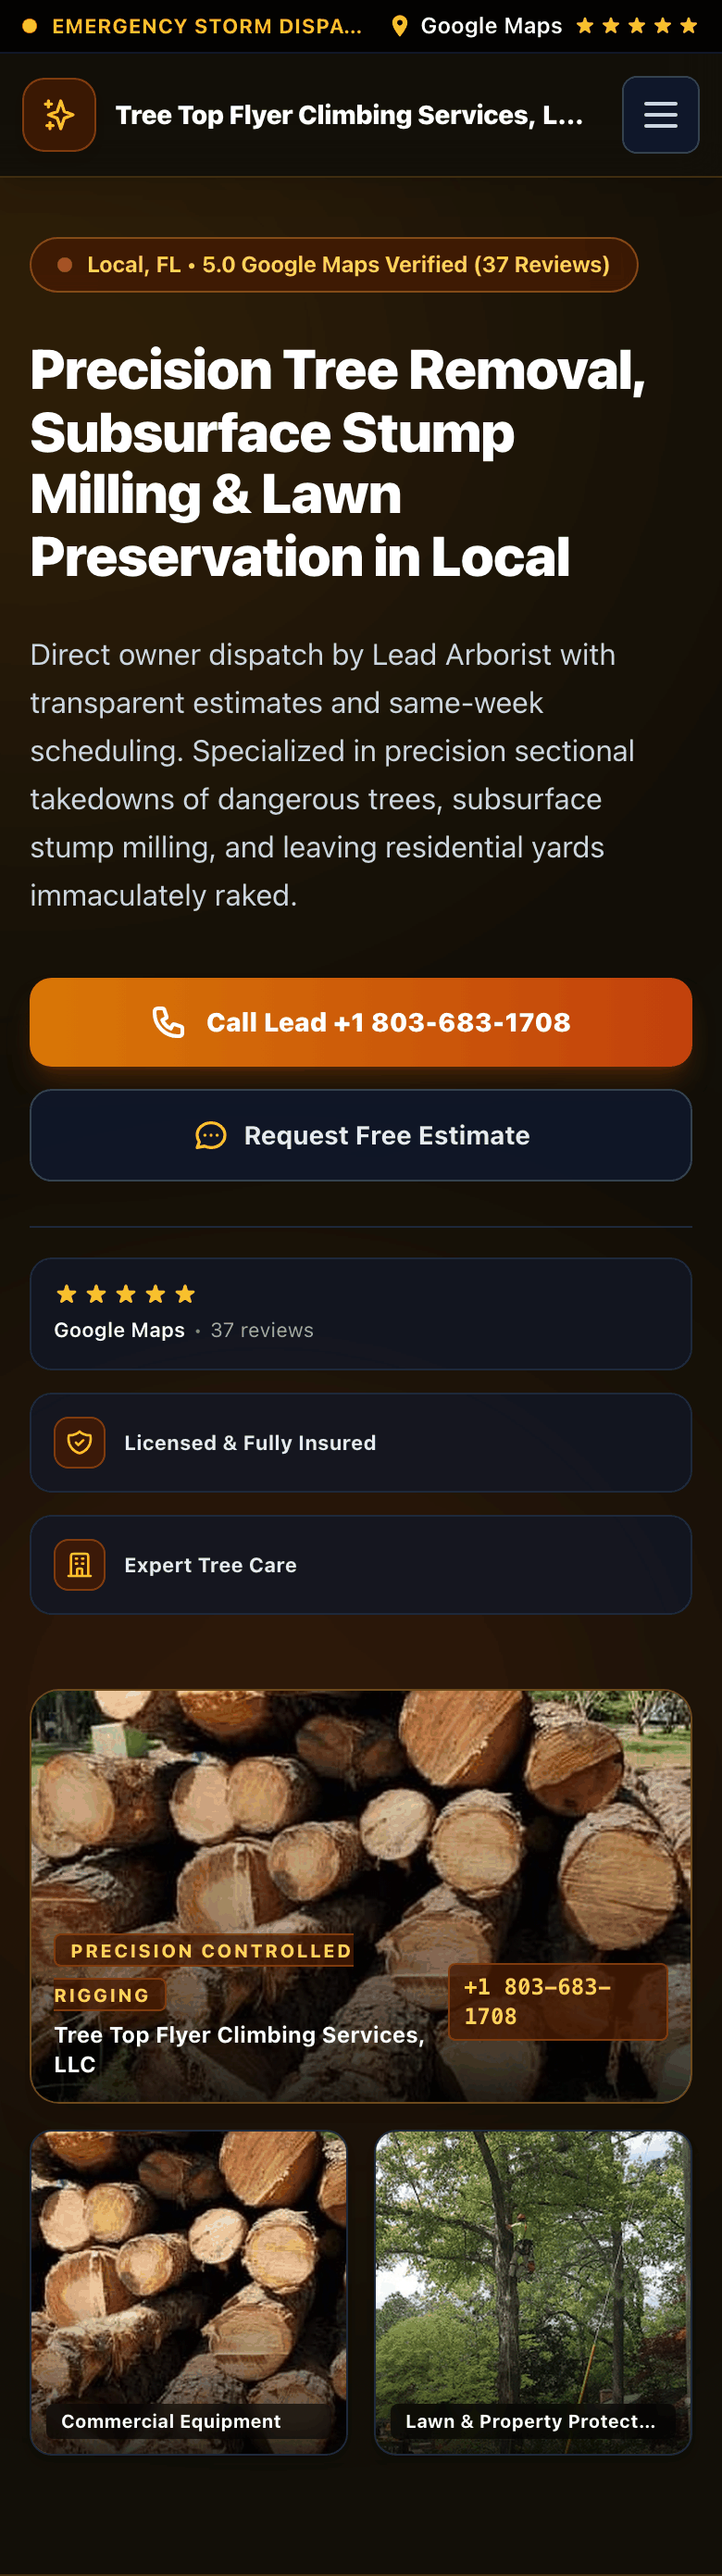 EMERGENCY STORM DISPA...
Google Maps
Tree Top Flyer Climbing Services, L...
Local, FL • 5.0 Google Maps Verified (37 Reviews)
Precision Tree Removal,
Subsurface Stump
Milling & Lawn
Preservation in Local
Direct owner dispatch by Lead Arborist with
transparent estimates and same-week
scheduling. Specialized in precision sectional
takedowns of dangerous trees, subsurface
stump milling, and leaving residential yards
immaculately raked.
Call Lead +1 803-683-1708
Request Free Estimate
Google Maps • 37 reviews
Licensed & Fully Insured
Expert Tree Care
PRECISION CONTROLLED
RIGGING
Tree Top Flyer Climbing Services,
LLC
+1 803-683-
1708
Commercial Equipment
Lawn & Property Protect...